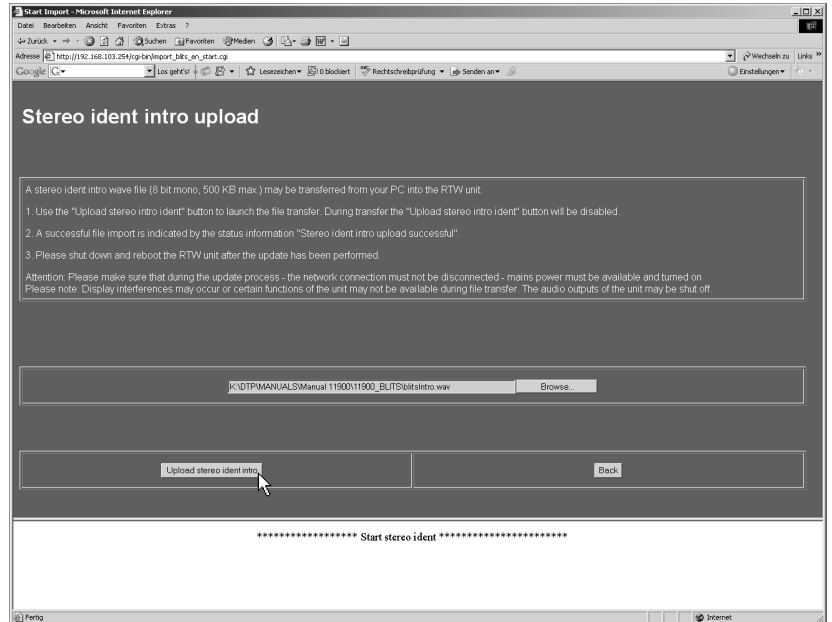 Start Import - Microsoft Internet Explorer
Datei Bearbeiten Ansicht Favoriten Extras ?
Zurück Suchen Favoriten Medien
Adresse http://192.168.103.254/cgi-bin/import_blits_en_start.cgi Wechseln zu Links »
Google G Los geht's! Lesezeichen 0 blockiert Rechtschreibprüfung Senden an Einstellungen
Stereo ident intro upload
A stereo ident intro wave file (8 bit mono, 500 KB max.) may be transferred from your PC into the RTW unit.
1. Use the "Upload stereo intro ident" button to launch the file transfer. During transfer the "Upload stereo intro ident" button will be disabled.
2. A successful file import is indicated by the status information "Stereo ident intro upload successful".
3. Please shut down and reboot the RTW unit after the update has been performed.
Attention: Please make sure that during the update process - the network connection must not be disconnected - mains power must be available and turned on
Please note: Display interferences may occur or certain functions of the unit may not be available during file transfer. The audio outputs of the unit may be shut off.
K:\DTP\MANUALS\Manual 11900\11900_BLITS\blitsIntro.wav Browse...
Upload stereo ident intro Back
****************** Start stereo ident ***********************
Fertig Internet